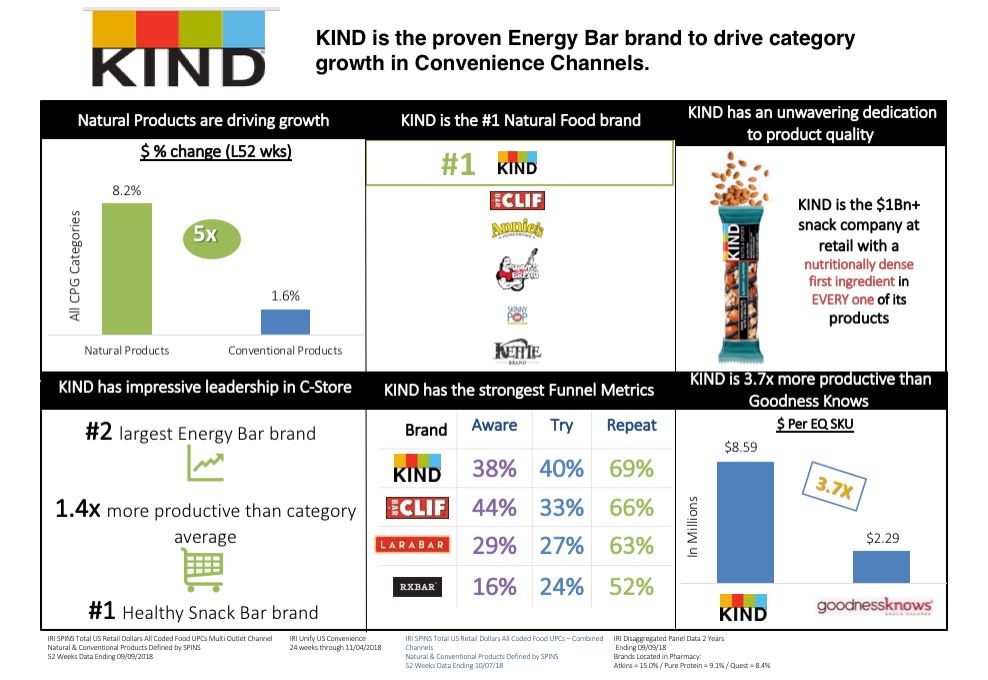 KIND
KIND is the proven Energy Bar brand to drive category
growth in Convenience Channels.
Natural Products are driving growth
$ % change (L52 wks)
All CPG Categories
8.2%
5x
1.6%
Natural Products
Conventional Products
KIND is the #1 Natural Food brand
#1 KIND
CLIF BAR
Annie's
HOMEGROWN
SKINNY
POP
KETTLE
BRAND
KIND has an unwavering dedication
to product quality
KIND
KIND is the $1Bn+
snack company at
retail with a
nutritionally dense
first ingredient in
EVERY one of its
products
KIND has impressive leadership in C-Store
#2 largest Energy Bar brand
1.4x more productive than category
average
#1 Healthy Snack Bar brand
KIND has the strongest Funnel Metrics
Brand Aware Try Repeat
KIND 38% 40% 69%
CLIF BAR 44% 33% 66%
LÄRABAR 29% 27% 63%
RXBAR 16% 24% 52%
KIND is 3.7x more productive than
Goodness Knows
$ Per EQ SKU
In Millions
$8.59
3.7X
$2.29
KIND
goodnessknows
IRI SPINS Total US Retail Dollars All Coded Food UPCs Multi Outlet Channel
Natural & Conventional Products Defined by SPINS
52 Weeks Data Ending 09/09/2018
IRI Unify US Convenience
24 weeks through 11/04/2018
IRI SPINS Total US Retail Dollars All Coded Food UPCs – Combined
Channels
Natural & Conventional Products Defined by SPINS
52 Weeks Data Ending 10/07/18
IRI Disaggregated Panel Data 2 Years
Ending 09/09/18
Brands Located in Pharmacy:
Atkins = 15.0% / Pure Protein = 9.1% / Quest = 8.4%